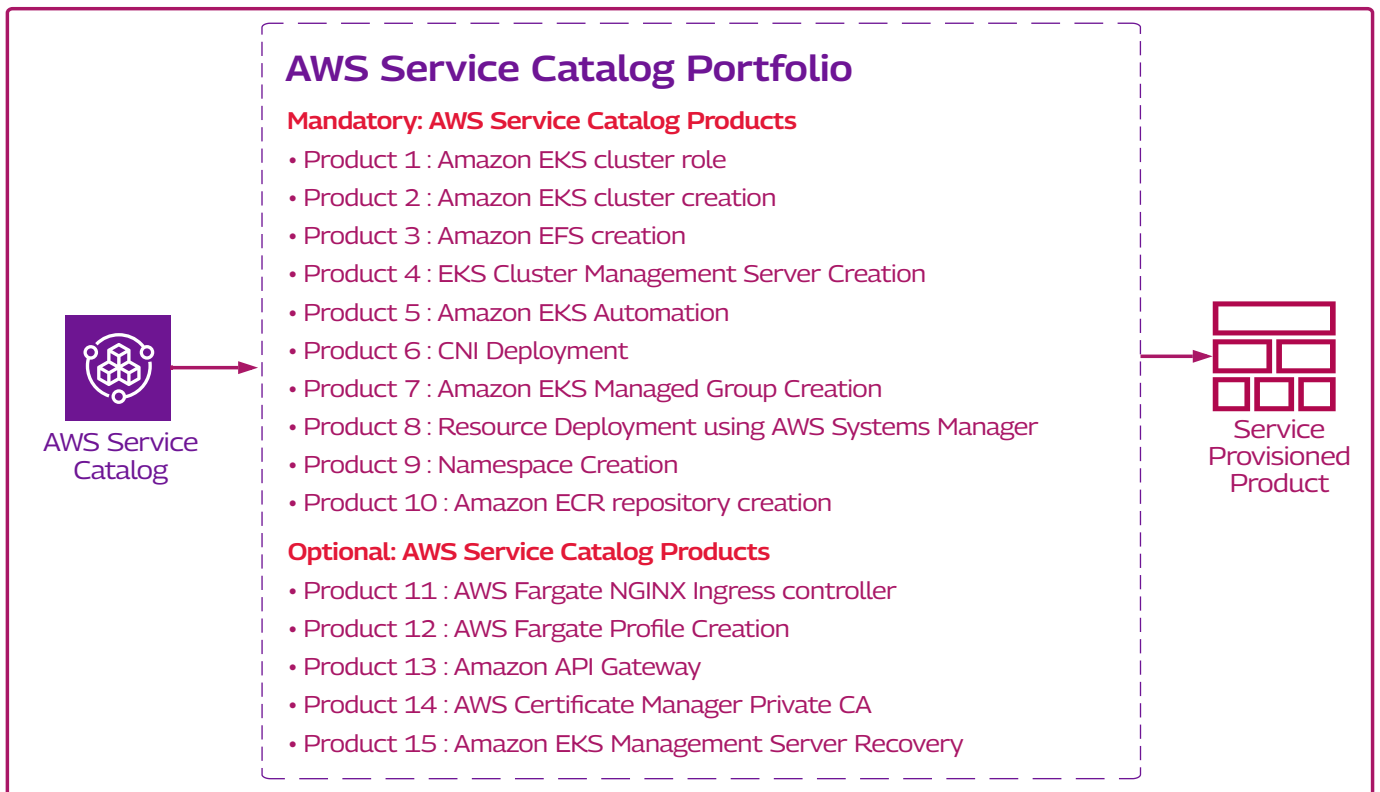 AWS Service Catalog Portfolio
Mandatory: AWS Service Catalog Products
• Product 1 : Amazon EKS cluster role
• Product 2 : Amazon EKS cluster creation
• Product 3 : Amazon EFS creation
• Product 4 : EKS Cluster Management Server Creation
• Product 5 : Amazon EKS Automation
• Product 6 : CNI Deployment
• Product 7 : Amazon EKS Managed Group Creation
• Product 8 : Resource Deployment using AWS Systems Manager
• Product 9 : Namespace Creation
• Product 10 : Amazon ECR repository creation
Optional: AWS Service Catalog Products
• Product 11 : AWS Fargate NGINX Ingress controller
• Product 12 : AWS Fargate Profile Creation
• Product 13 : Amazon API Gateway
• Product 14 : AWS Certificate Manager Private CA
• Product 15 : Amazon EKS Management Server Recovery
AWS Service
Catalog
Service
Provisioned
Product